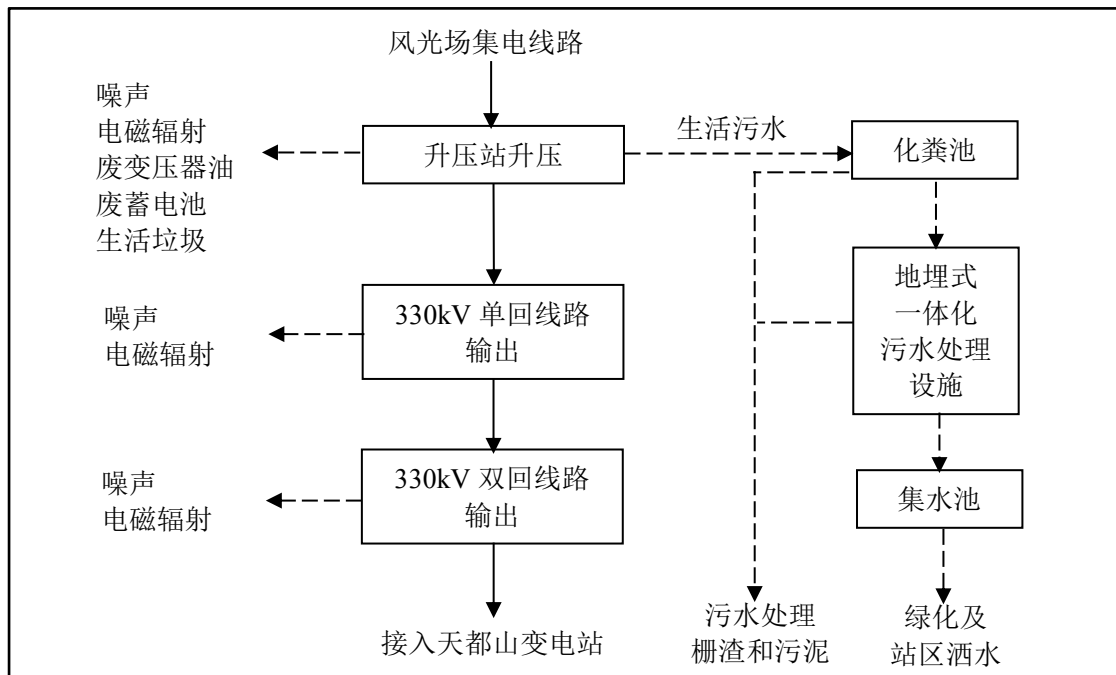 风光场集电线路
噪声
电磁辐射
废变压器油
废蓄电池
生活垃圾
升压站升压
生活污水
化粪池
地埋式
一体化
污水处理
设施
噪声
电磁辐射
330kV 单回线路
输出
噪声
电磁辐射
330kV 双回线路
输出
集水池
接入天都山变电站
污水处理
栅渣和污泥
绿化及
站区洒水